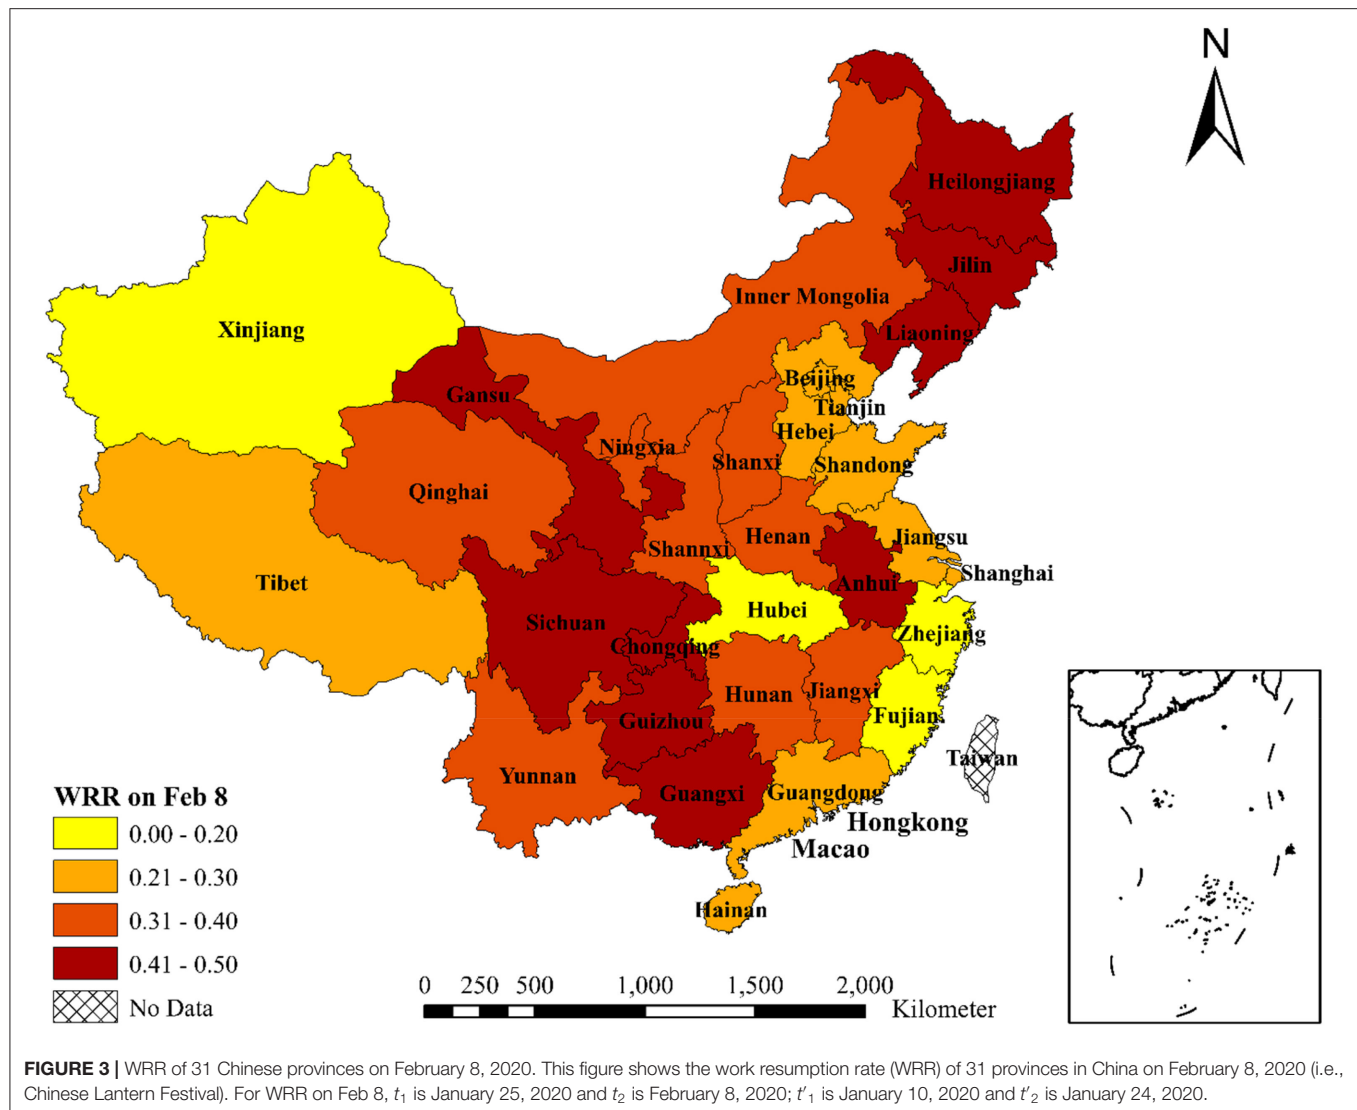 N
Heilongjiang
Jilin
Inner Mongolia
Liaoning
Xinjiang
Beijing
Gansu
Tianjin
Hebei
Ningxia
Shanxi
Shandong
Qinghai
Henan
Jiangsu
Shannxi
Shanghai
Tibet
Anhui
Hubei
Sichuan
Zhejiang
Chongqing
Hunan
Jiangxi
Fujian
Guizhou
Taiwan
Yunnan
Guangxi
Guangdong
Hongkong
Macao
Hainan
WRR on Feb 8
0.00 - 0.20
0.21 - 0.30
0.31 - 0.40
0.41 - 0.50
No Data
0 250 500 1,000 1,500 2,000
Kilometer
FIGURE 3 | WRR of 31 Chinese provinces on February 8, 2020. This figure shows the work resumption rate (WRR) of 31 provinces in China on February 8, 2020 (i.e.,
Chinese Lantern Festival). For WRR on Feb 8, t₁ is January 25, 2020 and t₂ is February 8, 2020; t′₁ is January 10, 2020 and t′₂ is January 24, 2020.